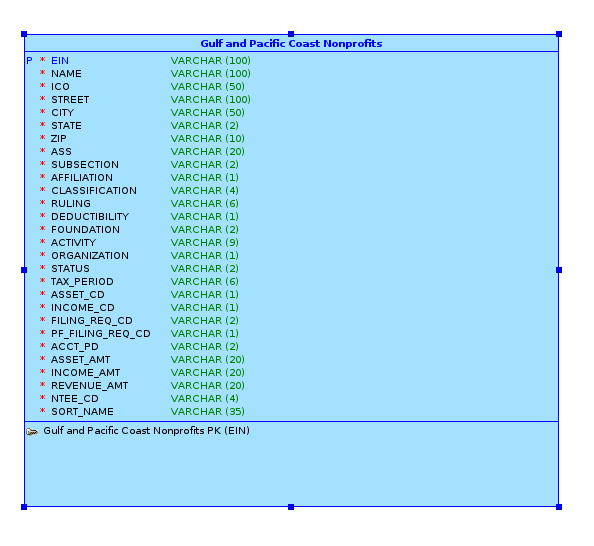 Gulf and Pacific Coast Nonprofits
P * EIN VARCHAR (100)
* NAME VARCHAR (100)
* ICO VARCHAR (50)
* STREET VARCHAR (100)
* CITY VARCHAR (50)
* STATE VARCHAR (2)
* ZIP VARCHAR (10)
* ASS VARCHAR (20)
* SUBSECTION VARCHAR (2)
* AFFILIATION VARCHAR (1)
* CLASSIFICATION VARCHAR (4)
* RULING VARCHAR (6)
* DEDUCTIBILITY VARCHAR (1)
* FOUNDATION VARCHAR (2)
* ACTIVITY VARCHAR (9)
* ORGANIZATION VARCHAR (1)
* STATUS VARCHAR (2)
* TAX_PERIOD VARCHAR (6)
* ASSET_CD VARCHAR (1)
* INCOME_CD VARCHAR (1)
* FILING_REQ_CD VARCHAR (2)
* PF_FILING_REQ_CD VARCHAR (1)
* ACCT_PD VARCHAR (2)
* ASSET_AMT VARCHAR (20)
* INCOME_AMT VARCHAR (20)
* REVENUE_AMT VARCHAR (20)
* NTEE_CD VARCHAR (4)
* SORT_NAME VARCHAR (35)
Gulf and Pacific Coast Nonprofits PK (EIN)